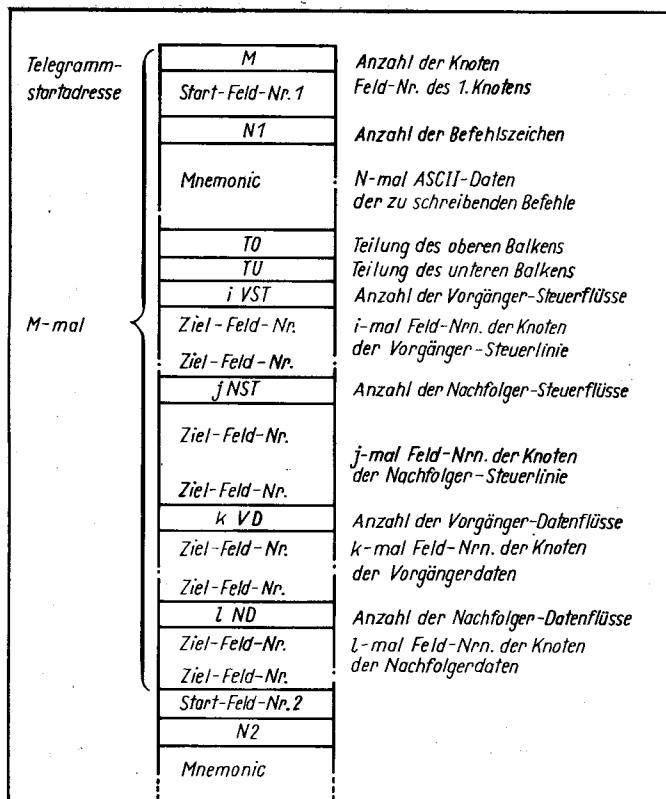 Telegramm-
startadresse
M
Anzahl der Knoten
Start-Feld-Nr. 1
Feld-Nr. des 1. Knotens
N1
Anzahl der Befehlszeichen
Mnemonic
N-mal ASCII-Daten
der zu schreibenden Befehle
TO
Teilung des oberen Balkens
TU
Teilung des unteren Balkens
i VST
Anzahl der Vorgänger-Steuerflüsse
M-mal
Ziel-Feld-Nr.
i-mal Feld-Nrn. der Knoten
der Vorgänger-Steuerlinie
Ziel-Feld-Nr.
j NST
Anzahl der Nachfolger-Steuerflüsse
Ziel-Feld-Nr.
j-mal Feld-Nrn. der Knoten
der Nachfolger-Steuerlinie
Ziel-Feld-Nr.
k VD
Anzahl der Vorgänger-Datenflüsse
Ziel-Feld-Nr.
k-mal Feld-Nrn. der Knoten
der Vorgängerdaten
Ziel-Feld-Nr.
l ND
Anzahl der Nachfolger-Datenflüsse
Ziel-Feld-Nr.
l-mal Feld-Nrn. der Knoten
der Nachfolgerdaten
Ziel-Feld-Nr.
Start-Feld-Nr. 2
N2
Mnemonic